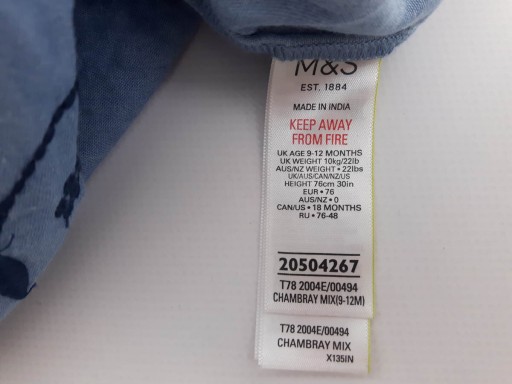 M&S
EST. 1884
MADE IN INDIA
KEEP AWAY
FROM FIRE
UK AGE 9-12 MONTHS
UK WEIGHT 10kg/22lb
AUS/NZ WEIGHT • 22lbs
UK/AUS/CAN/NZ/US
HEIGHT 76cm 30in
EUR • 76
AUS/NZ • 0
CAN/US • 18 MONTHS
RU • 76-48
20504267
T78 2004E/00494
CHAMBRAY MIX(9-12M)
T78 2004E/00494
CHAMBRAY MIX
X135IN